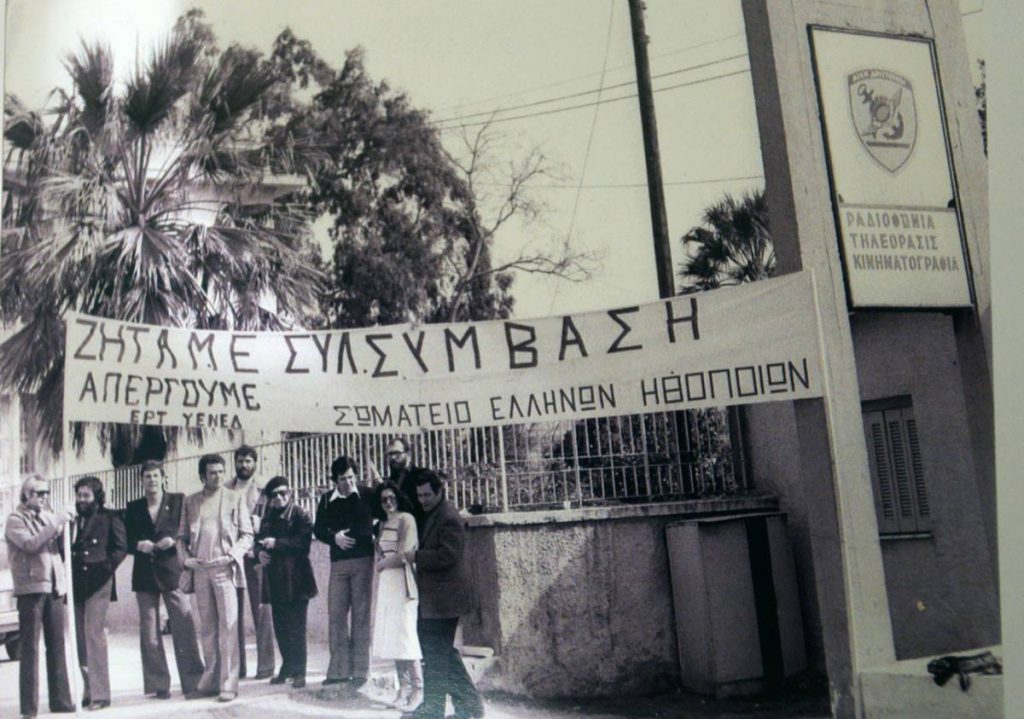 ΖΗΤΑΜΕ ΣΥΛ.ΣΥΜΒΑΣΗ
ΑΠΕΡΓΟΥΜΕ
ΕΡΤ ΥΕΝΕΔ
ΣΩΜΑΤΕΙΟ ΕΛΛΗΝΩΝ ΗΘΟΠΟΙΩΝ
ΡΑΔΙΟΦΩΝΙΑ
ΤΗΛΕΟΡΑΣΙΣ
ΚΙΝΗΜΑΤΟΓΡΑΦΙΑ